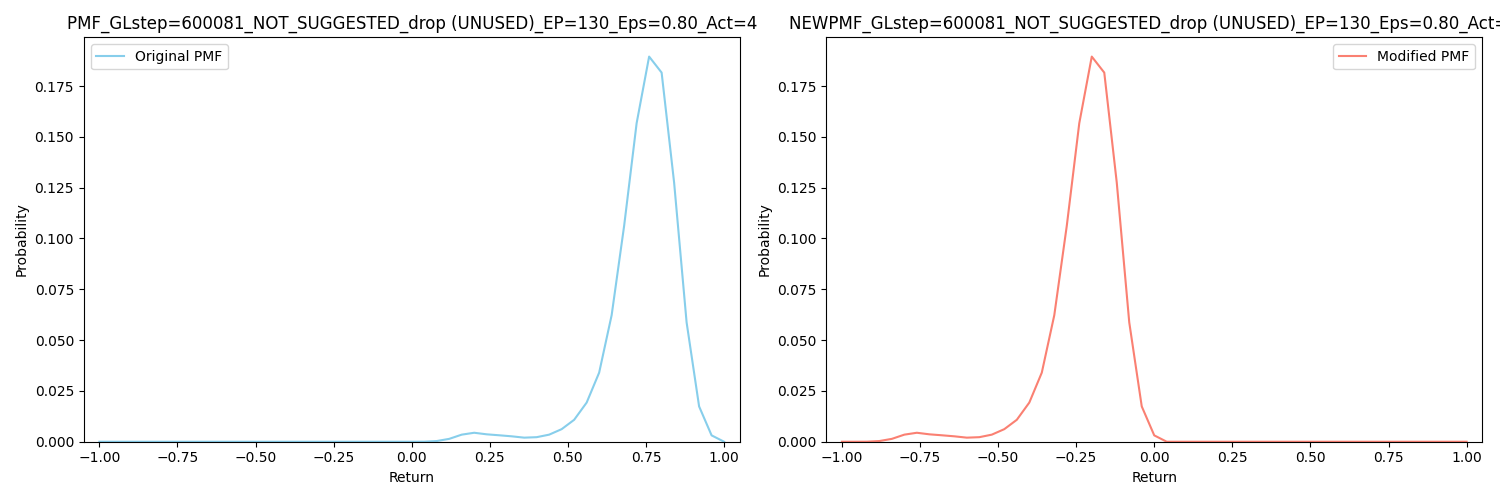 PMF_GLstep=600081_NOT_SUGGESTED_drop (UNUSED)_EP=130_Eps=0.80_Act=4
Original PMF
Probability
0.175
0.150
0.125
0.100
0.075
0.050
0.025
0.000
−1.00 −0.75 −0.50 −0.25 0.00 0.25 0.50 0.75 1.00
Return
NEWPMF_GLstep=600081_NOT_SUGGESTED_drop (UNUSED)_EP=130_Eps=0.80_Act=
Modified PMF
Probability
0.175
0.150
0.125
0.100
0.075
0.050
0.025
0.000
−1.00 −0.75 −0.50 −0.25 0.00 0.25 0.50 0.75 1.00
Return